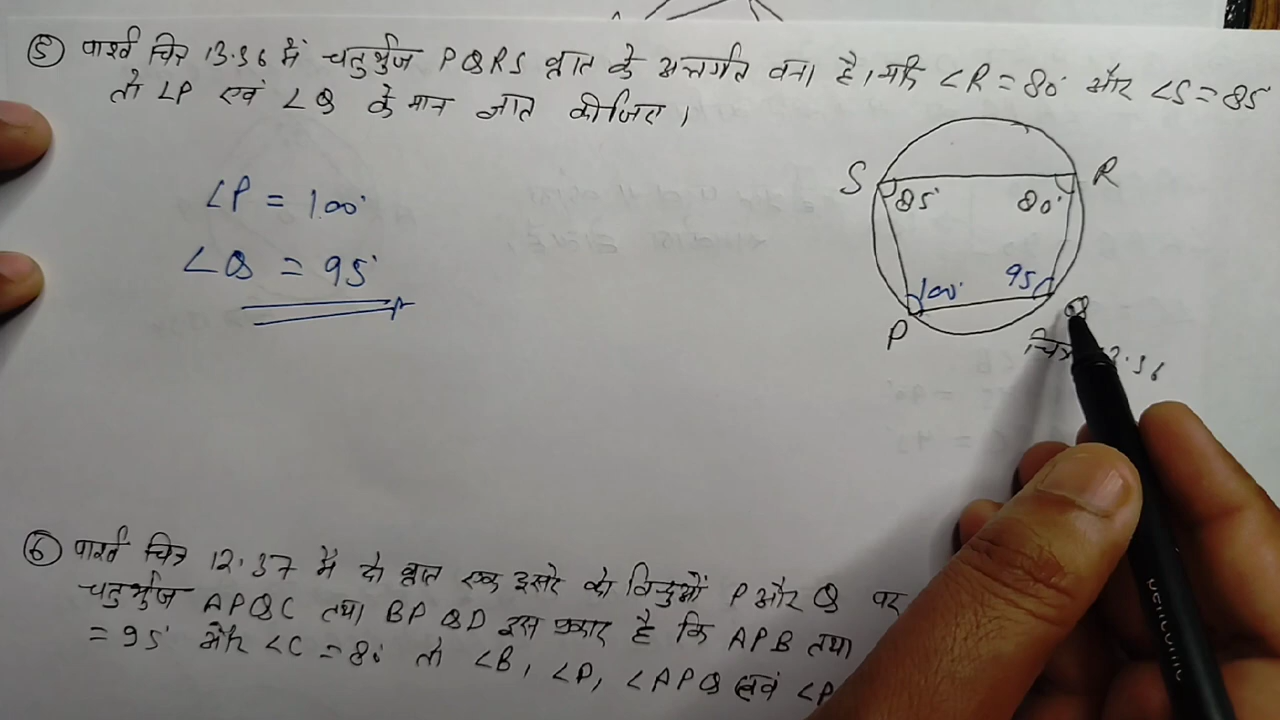 ⑤ पार्श्व चित्र 13.36 में चतुर्भुज PQRS वृत्त के अन्तर्गत बना है। यदि ∠R = 80° और ∠S = 85°
तो ∠P एवं ∠Q के मान ज्ञात कीजिए।
∠P = 100°
∠Q = 95°
S
R
85°
80°
100°
95°
P
Q
चित्र
⑥ पार्श्व चित्र 12.37 में दो वृत्त एक दूसरे को बिन्दुओं P और Q पर
चतुर्भुज APQC तथा BPQD इस प्रकार है कि APB तथा
= 95° और ∠C = 80 तो ∠B, ∠P, ∠APQ एवं ∠P